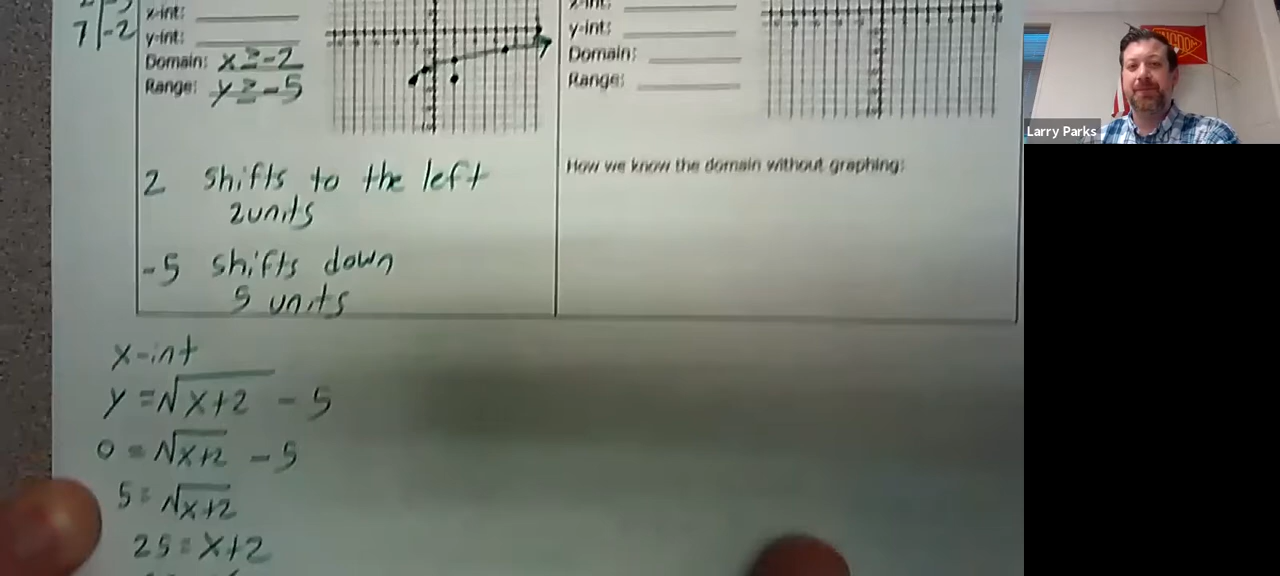 7 | -2
x-int:
y-int:
Domain: x ≥ -2
Range: y ≥ -5
2 shifts to the left
2 units
-5 shifts down
5 units
x-int:
y-int:
Domain:
Range:
How we know the domain without graphing:
x-int
y = √x+2 - 5
0 = √x+2 - 5
5 = √x+2
25 = x+2
Larry Parks